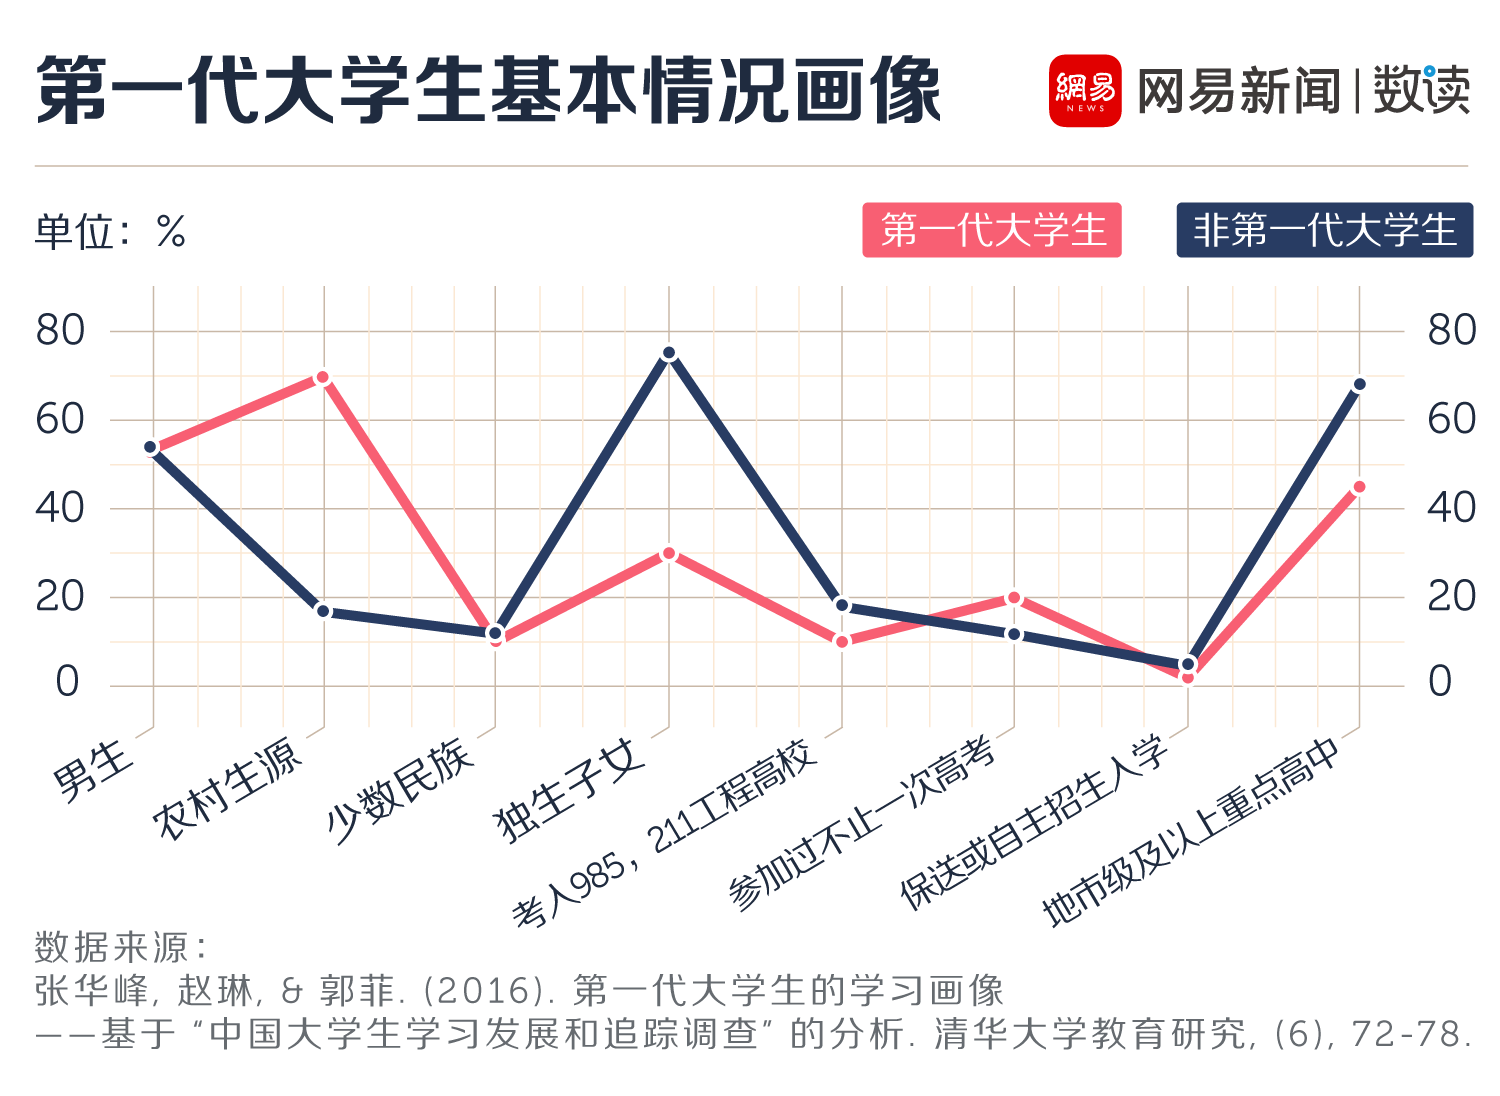 第一代大学生基本情况画像
網易
NEWS
网易新闻 | 数读
单位：%
第一代大学生
非第一代大学生
80
60
40
20
0
80
60
40
20
0
男生
农村生源
少数民族
独生子女
考入985，211工程高校
参加过不止一次高考
保送或自主招生入学
地市级及以上重点高中
数据来源：
张华峰, 赵琳, & 郭菲. (2016). 第一代大学生的学习画像
——基于“中国大学生学习发展和追踪调查”的分析. 清华大学教育研究, (6), 72-78.